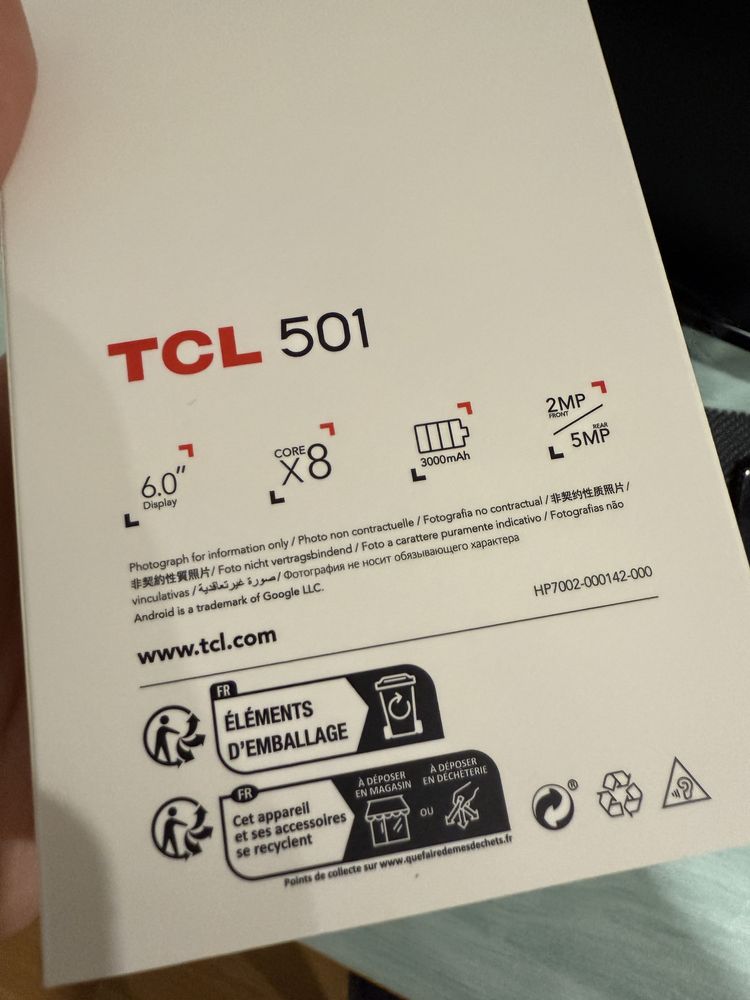 TCL 501
6.0"
Display
CORE
X8
3000mAh
2MP
FRONT
REAR
5MP
Photograph for information only / Photo non contractuelle / Fotografia no contractual / 非契約性质照片 /
非契約性質照片 / Foto nicht vertragsbindend / Foto a carattere puramente indicativo / Fotografias não
vinculativas / صورة غير تعاقدية / Фотография не носит обязывающего характера
Android is a trademark of Google LLC.
HP7002-000142-000
www.tcl.com
FR
ÉLÉMENTS
D'EMBALLAGE
FR
Cet appareil
et ses accessoires
se recyclent
À DÉPOSER
EN MAGASIN
OU
À DÉPOSER
EN DÉCHÈTERIE
Points de collecte sur www.quefairedemesdechets.fr
®